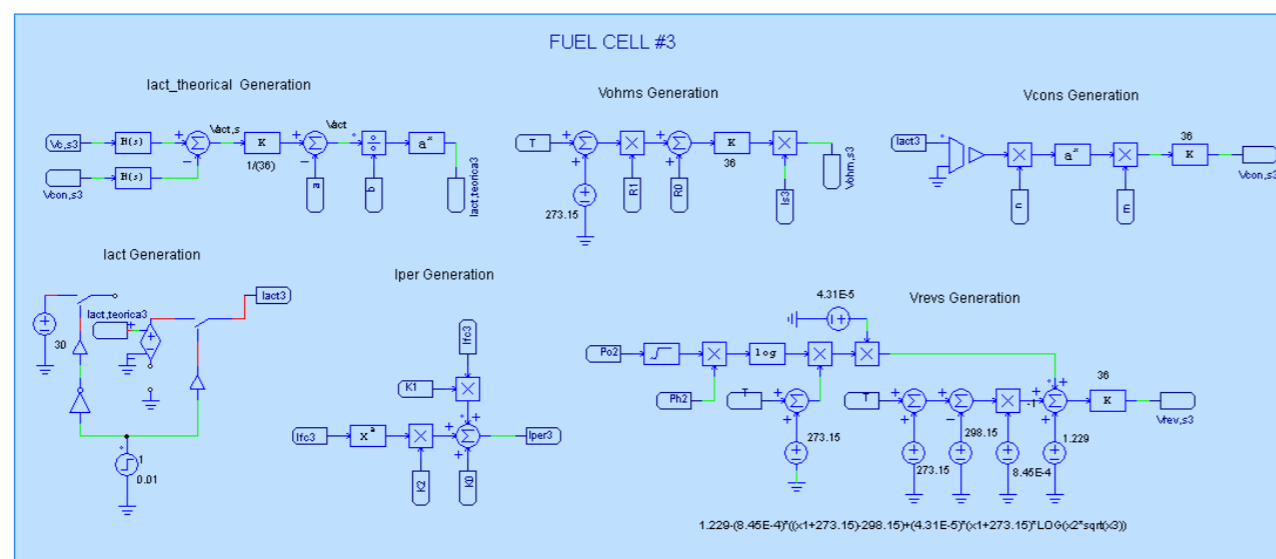 FUEL CELL #3
Iact_theorical Generation
Vc,s3
H(s)
Vact,s
K
1/(36)
Vact
a
b
a^x
Iact,teorica3
Vcon,s3
H(s)
Vohms Generation
T
273.15
R1
R0
K
36
Is3
Vohm,s3
Vcons Generation
Iact3
n
a^x
m
36
K
Vcon,s3
Iact Generation
30
Iact,teorica3
Iact3
1
0.01
Iper Generation
Ifc3
K1
Ifc3
x^a
K2
K0
Iper3
Vrevs Generation
4.31E-5
Po2
log
Ph2
T
273.15
T
273.15
298.15
8.45E-4
-1
1.229
36
K
Vrev,s3
1.229-(8.45E-4)*((x1+273.15)-298.15)+(4.31E-5)*(x1+273.15)*LOG(x2*sqrt(x3))